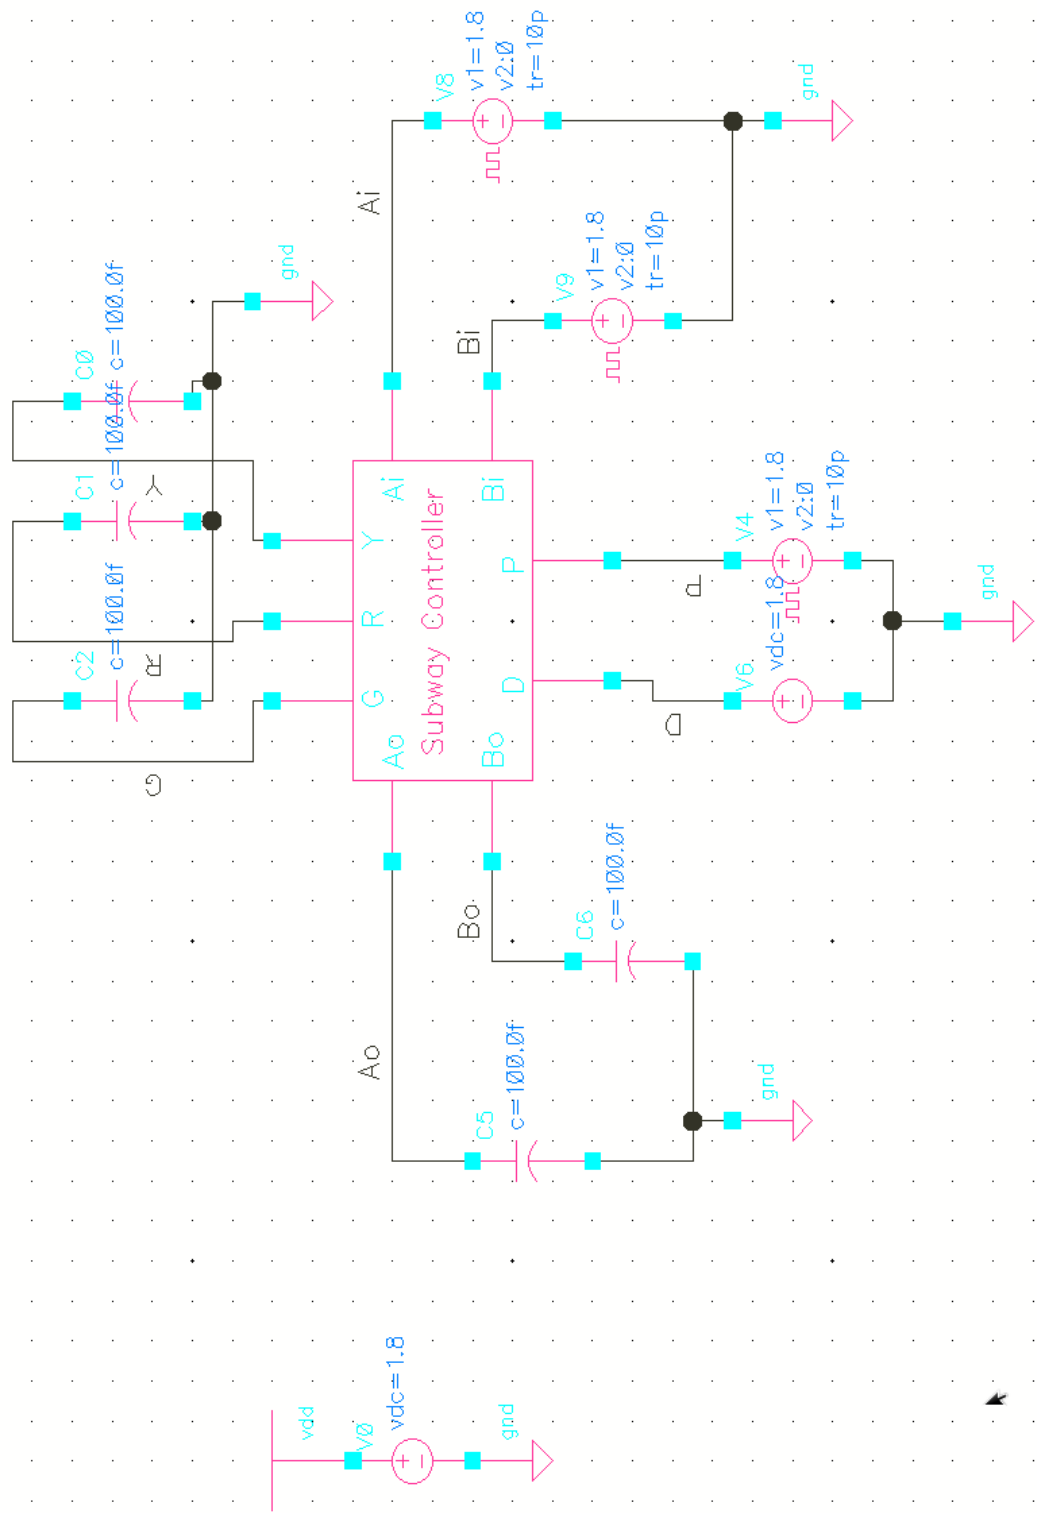 C2
C1
C0
c=100.0f
c=100.0f
c=100.0f
G
R
Y
gnd
vdd
V0
vdc=1.8
gnd
Ao
G
R
Y
Ai
Ao
Ai
Subway Controller
Bo
Bi
Bo
Bi
D
P
V8
v1=1.8
v2:0
tr=10p
gnd
C5
c=100.0f
C6
c=100.0f
gnd
V9
v1=1.8
v2:0
tr=10p
D
P
V6
vdc=1.8
V4
v1=1.8
v2:0
tr=10p
gnd